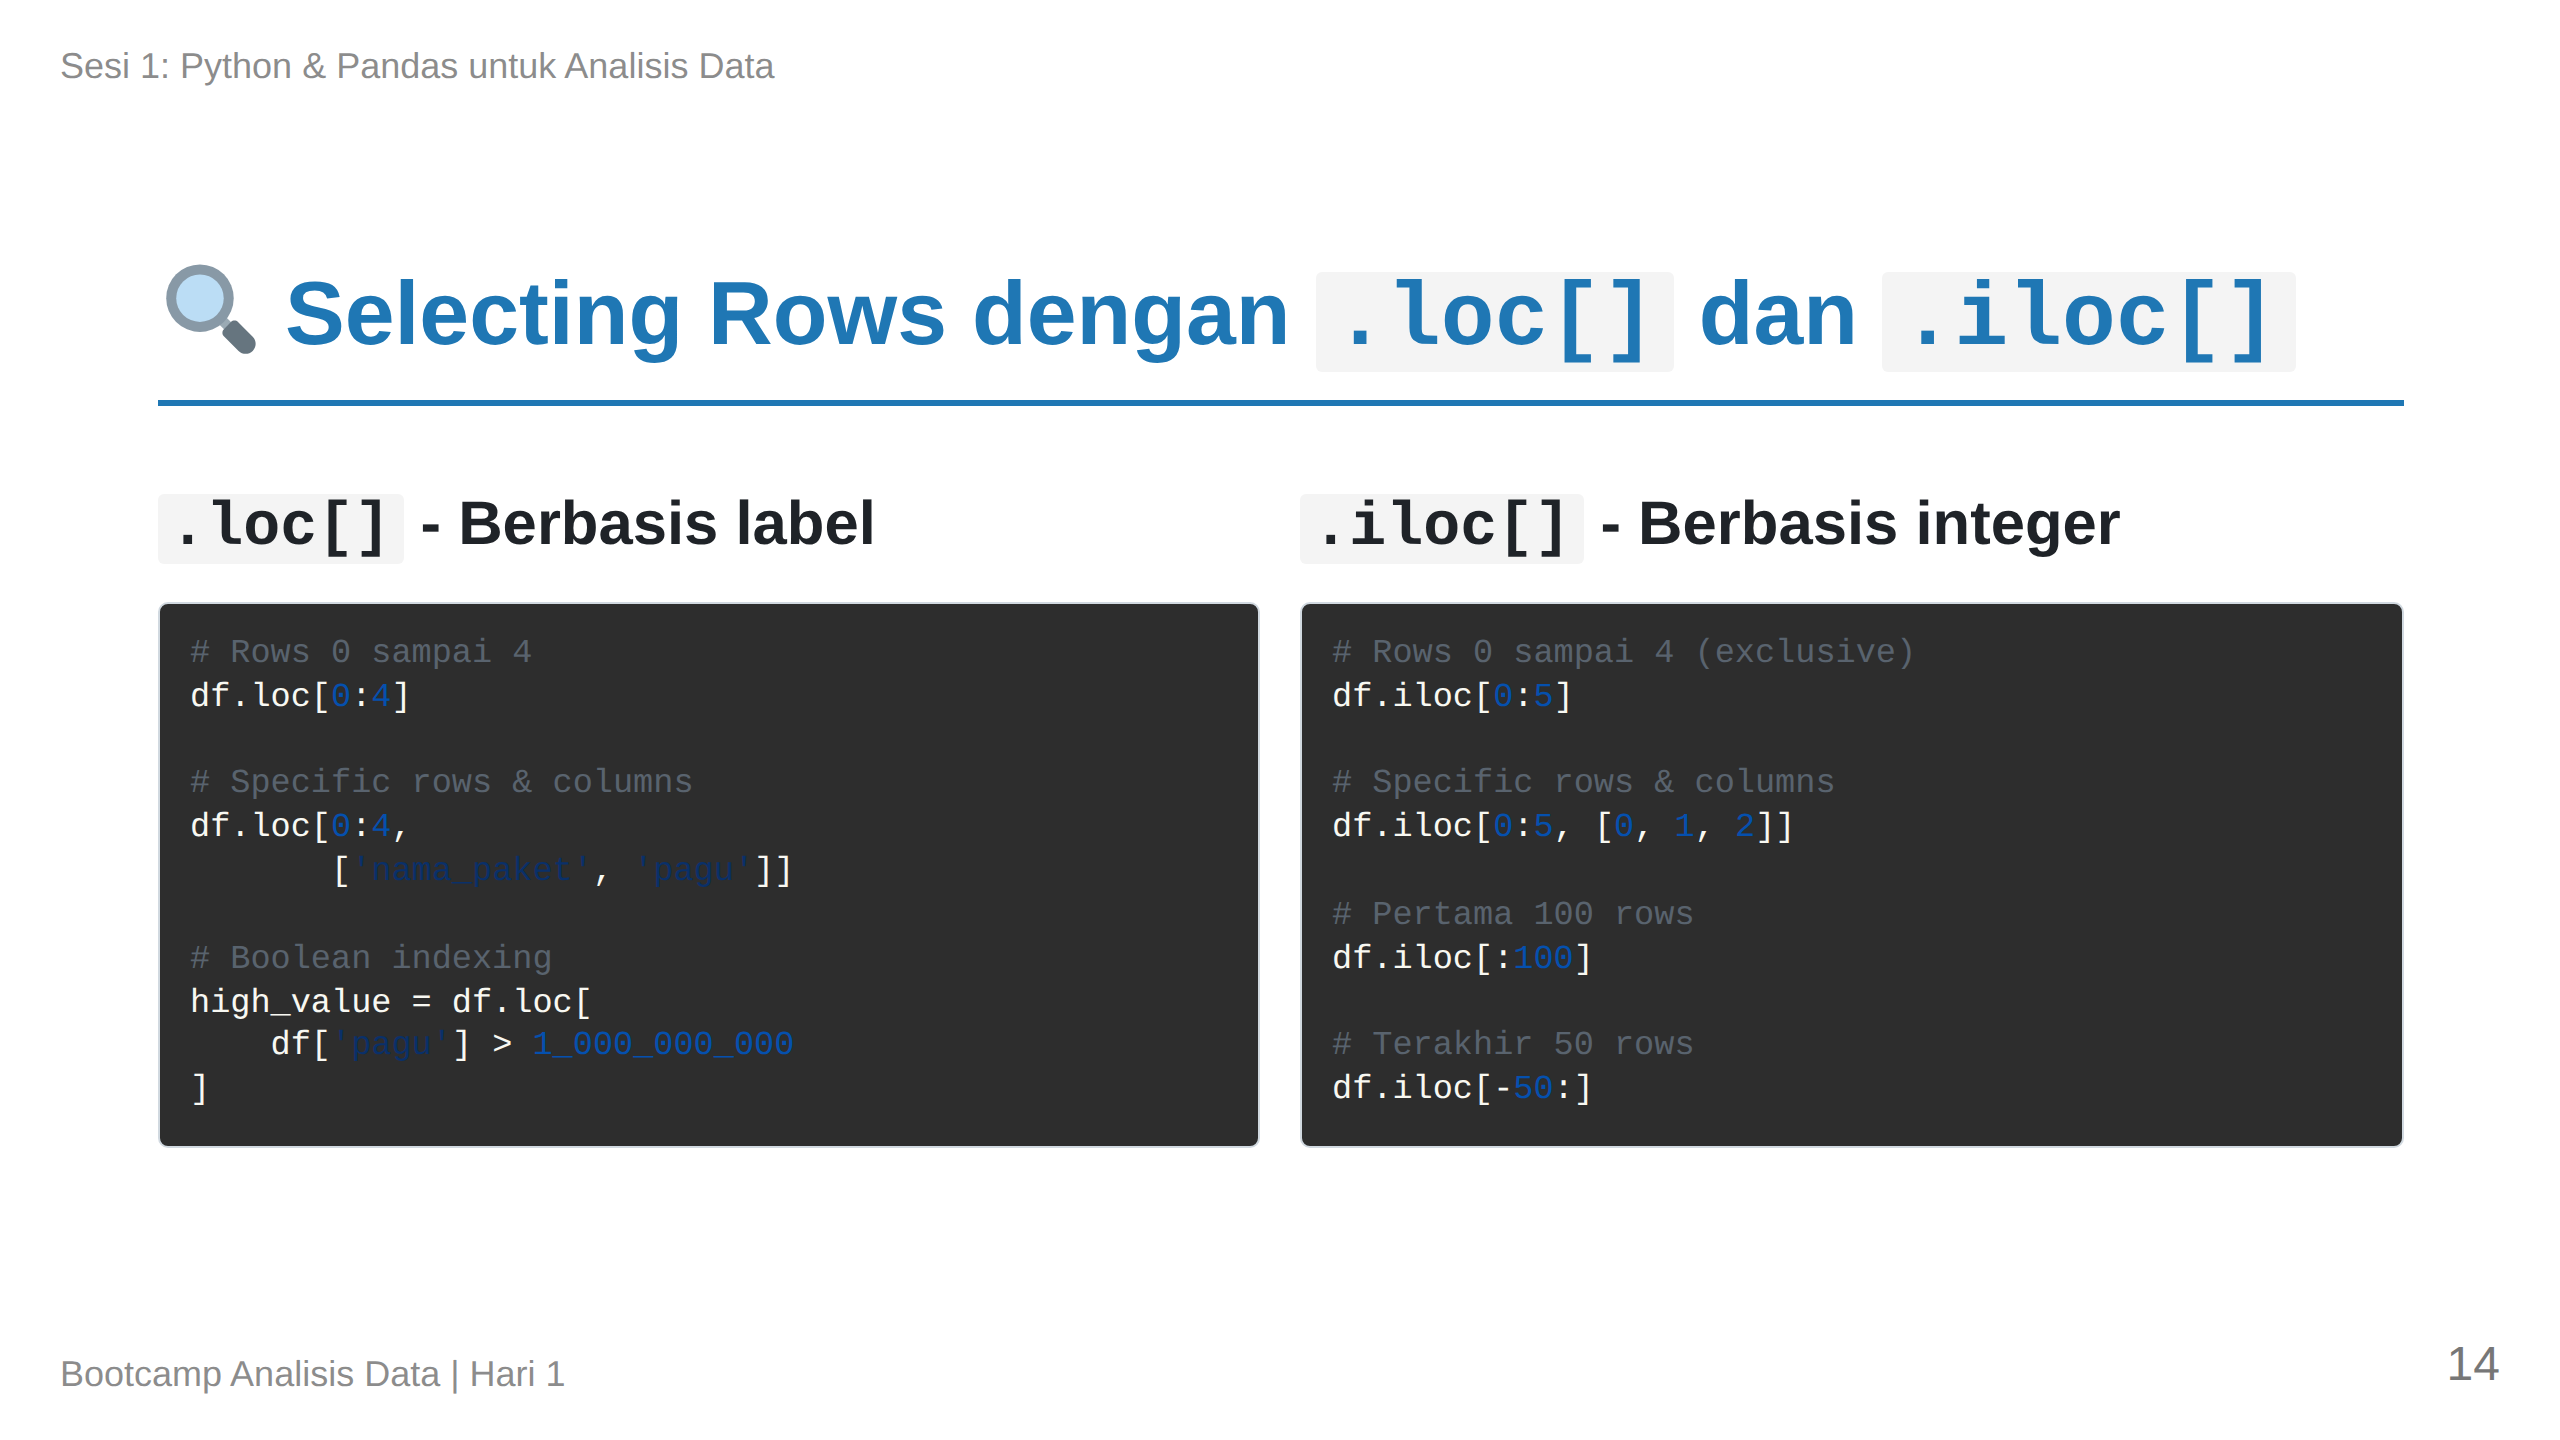 Sesi 1: Python & Pandas untuk Analisis Data
Selecting Rows dengan .loc[] dan .iloc[]
.loc[] - Berbasis label
# Rows 0 sampai 4
df.loc[0:4]

# Specific rows & columns
df.loc[0:4,
       ['nama_paket', 'pagu']]

# Boolean indexing
high_value = df.loc[
    df['pagu'] > 1_000_000_000
]
.iloc[] - Berbasis integer
# Rows 0 sampai 4 (exclusive)
df.iloc[0:5]

# Specific rows & columns
df.iloc[0:5, [0, 1, 2]]

# Pertama 100 rows
df.iloc[:100]

# Terakhir 50 rows
df.iloc[-50:]
Bootcamp Analisis Data | Hari 1
14